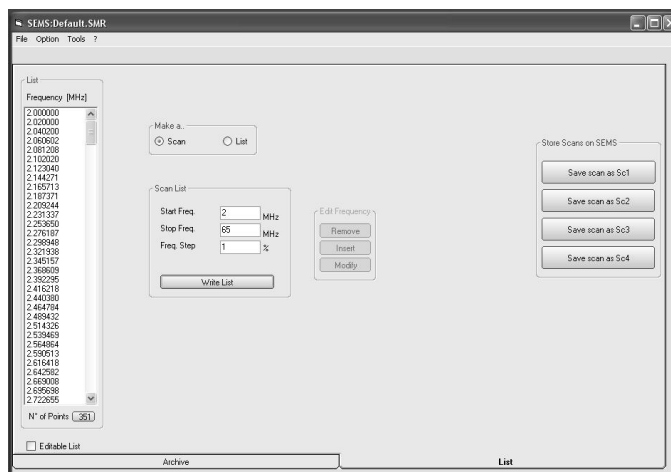 SEMS:Default.SMR
File Option Tools ?
List
Frequency [MHz]
2.000000
2.020000
2.040200
2.060602
2.081208
2.102020
2.123040
2.144271
2.165713
2.187371
2.209244
2.231337
2.253650
2.276187
2.298948
2.321938
2.345157
2.368609
2.392295
2.416218
2.440380
2.464784
2.489432
2.514326
2.539469
2.564864
2.590513
2.616418
2.642582
2.669008
2.695698
2.722655
N° of Points 351
Editable List
Make a..
Scan List
Scan List
Start Freq. 2 MHz
Stop Freq. 65 MHz
Freq. Step 1 %
Write List
Edit Frequency
Remove
Insert
Modify
Store Scans on SEMS
Save scan as Sc1
Save scan as Sc2
Save scan as Sc3
Save scan as Sc4
Archive
List